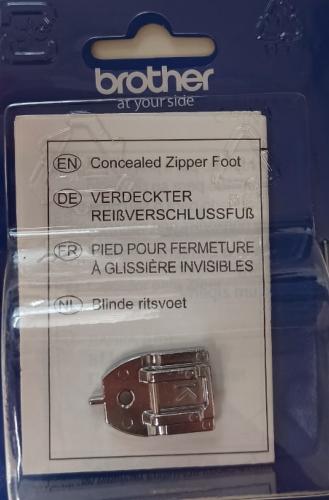 brother
at your side
EN Concealed Zipper Foot
DE VERDECKTER
REIßVERSCHLUSSFUß
FR PIED POUR FERMETURE
À GLISSIÈRE INVISIBLES
NL Blinde ritsvoet
K